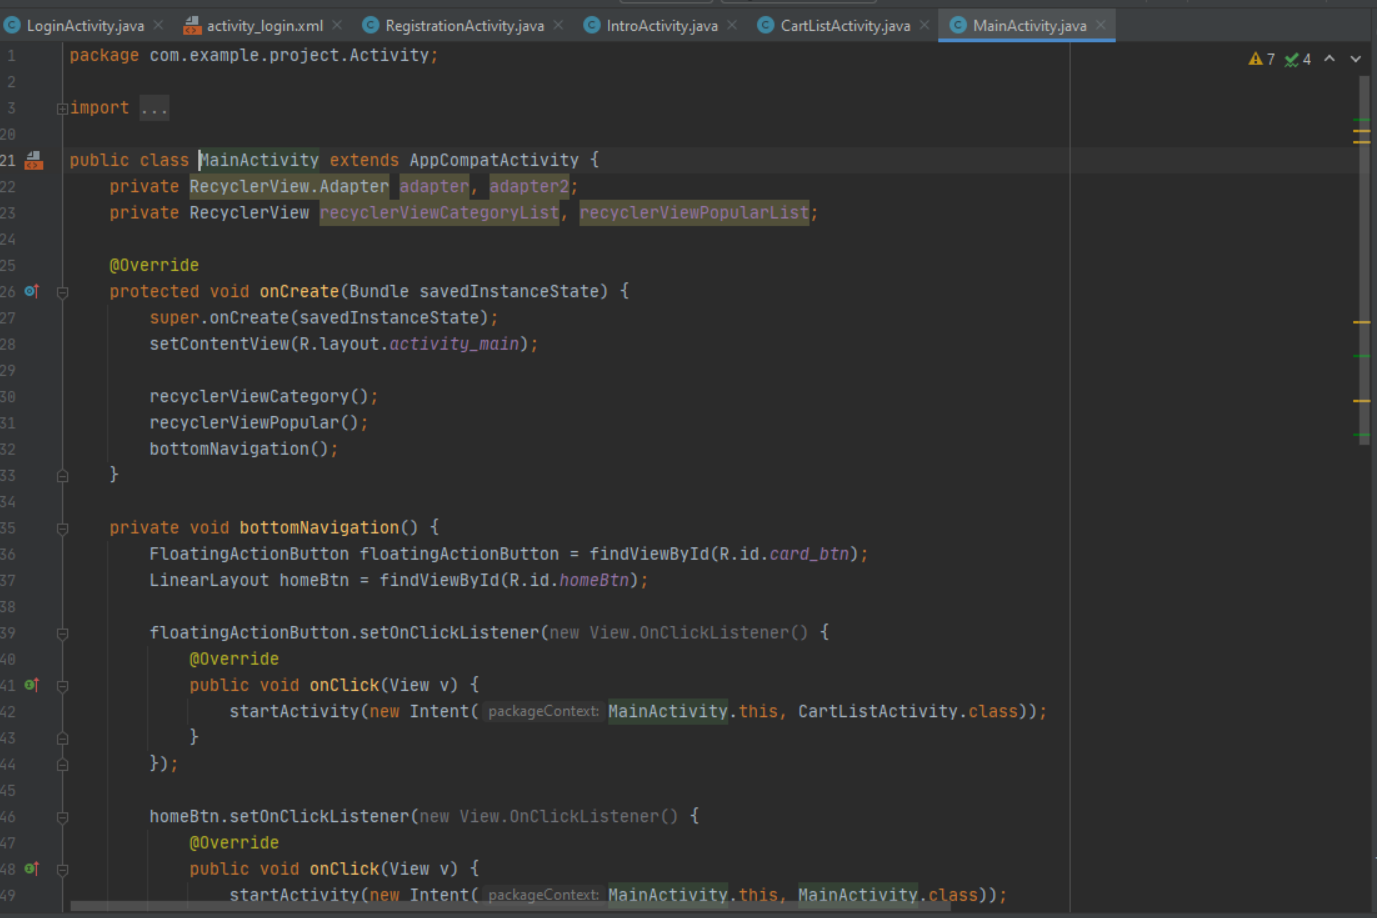 LoginActivity.java activity_login.xml RegistrationActivity.java IntroActivity.java CartListActivity.java MainActivity.java
1 package com.example.project.Activity; 7 4
2
3 import ...
20
21 public class MainActivity extends AppCompatActivity {
22 private RecyclerView.Adapter adapter, adapter2;
23 private RecyclerView recyclerViewCategoryList, recyclerViewPopularList;
24
25 @Override
26 protected void onCreate(Bundle savedInstanceState) {
27 super.onCreate(savedInstanceState);
28 setContentView(R.layout.activity_main);
29
30 recyclerViewCategory();
31 recyclerViewPopular();
32 bottomNavigation();
33 }
34
35 private void bottomNavigation() {
36 FloatingActionButton floatingActionButton = findViewById(R.id.card_btn);
37 LinearLayout homeBtn = findViewById(R.id.homeBtn);
38
39 floatingActionButton.setOnClickListener(new View.OnClickListener() {
40 @Override
41 public void onClick(View v) {
42 startActivity(new Intent( packageContext: MainActivity.this, CartListActivity.class));
43 }
44 });
45
46 homeBtn.setOnClickListener(new View.OnClickListener() {
47 @Override
48 public void onClick(View v) {
49 startActivity(new Intent( packageContext: MainActivity.this, MainActivity.class));